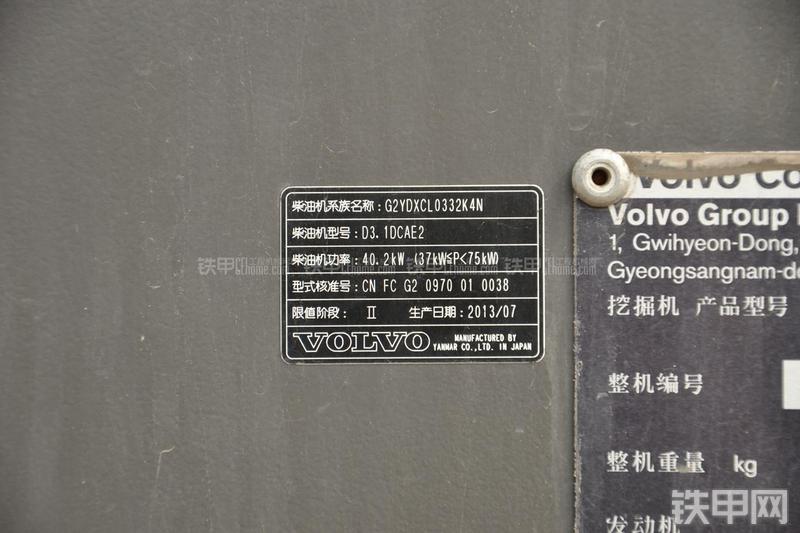 柴油机系族名称：G2YDXCL0332K4N
柴油机型号：D3.1DCAE2
柴油机功率：40.2kW (37kW≤P<75kW)
型式核准号：CN FC G2 0970 01 0038
限值阶段： Ⅱ 生产日期：2013/07
VOLVO MANUFACTURED BY
YANMAR CO.,LTD. IN JAPAN
Volvo Co
Volvo Group
1, Gwihyeon-Dong,
Gyeongsangnam-d
挖掘机 产品型号
整机编号
整机重量 kg
发动机
铁甲网